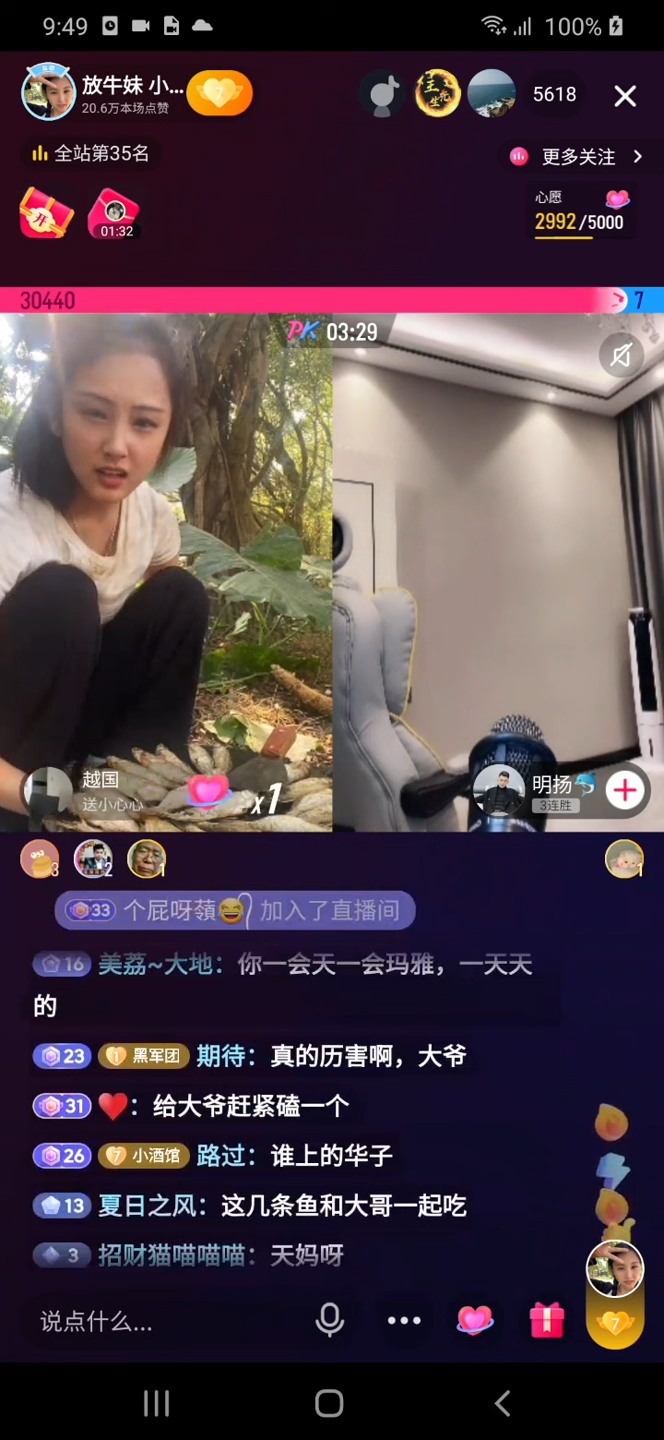 9:49
100%
放牛妹 小...
20.6万本场点赞
7
5618
全站第35名
更多关注
开
01:32
心愿
2992/5000
30440
7
PK 03:29
越国
送小心心
x1
明扬🐬
3连胜
3
2
1
1
33 个屁呀蘋😂 加入了直播间
16 美荔~大地：你一会天一会玛雅，一天天
的
23 1 黑军团 期待：真的历害啊，大爷
31 ❤️：给大爷赶紧磕一个
26 7 小酒馆 路过：谁上的华子
13 夏日之风：这几条鱼和大哥一起吃
3 招财猫喵喵喵喵：天妈呀
说点什么...
7